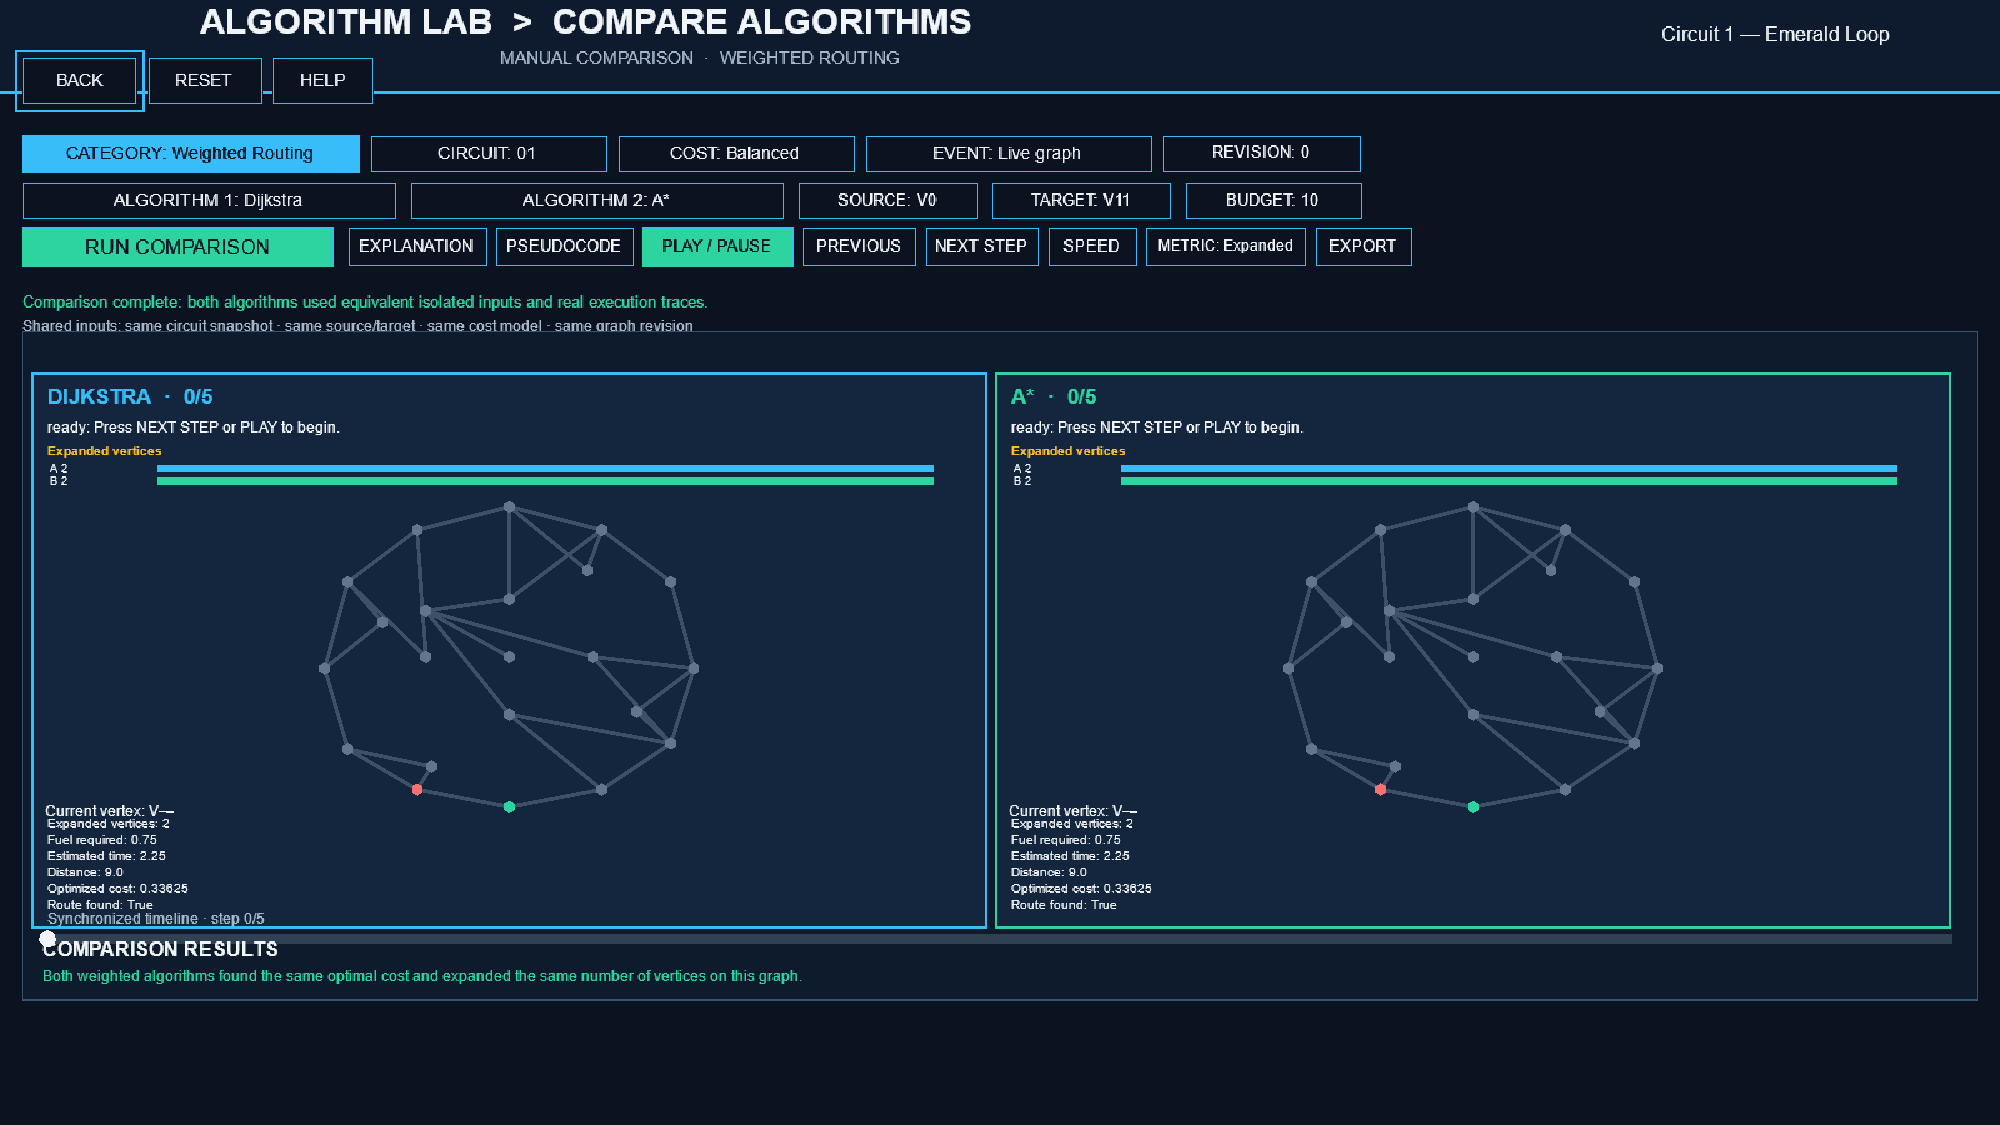 ALGORITHM LAB > COMPARE ALGORITHMS
Circuit 1 — Emerald Loop
MANUAL COMPARISON · WEIGHTED ROUTING
BACK RESET HELP
CATEGORY: Weighted Routing CIRCUIT: 01 COST: Balanced EVENT: Live graph REVISION: 0
ALGORITHM 1: Dijkstra ALGORITHM 2: A* SOURCE: V0 TARGET: V11 BUDGET: 10
RUN COMPARISON EXPLANATION PSEUDOCODE PLAY / PAUSE PREVIOUS NEXT STEP SPEED METRIC: Expanded EXPORT
Comparison complete: both algorithms used equivalent isolated inputs and real execution traces.
Shared inputs: same circuit snapshot · same source/target · same cost model · same graph revision
DIJKSTRA · 0/5
ready: Press NEXT STEP or PLAY to begin.
Expanded vertices
A 2
B 2
Current vertex: V—
Expanded vertices: 2
Fuel required: 0.75
Estimated time: 2.25
Distance: 9.0
Optimized cost: 0.33625
Route found: True
Synchronized timeline · step 0/5
A* · 0/5
ready: Press NEXT STEP or PLAY to begin.
Expanded vertices
A 2
B 2
Current vertex: V—
Expanded vertices: 2
Fuel required: 0.75
Estimated time: 2.25
Distance: 9.0
Optimized cost: 0.33625
Route found: True
COMPARISON RESULTS
Both weighted algorithms found the same optimal cost and expanded the same number of vertices on this graph.